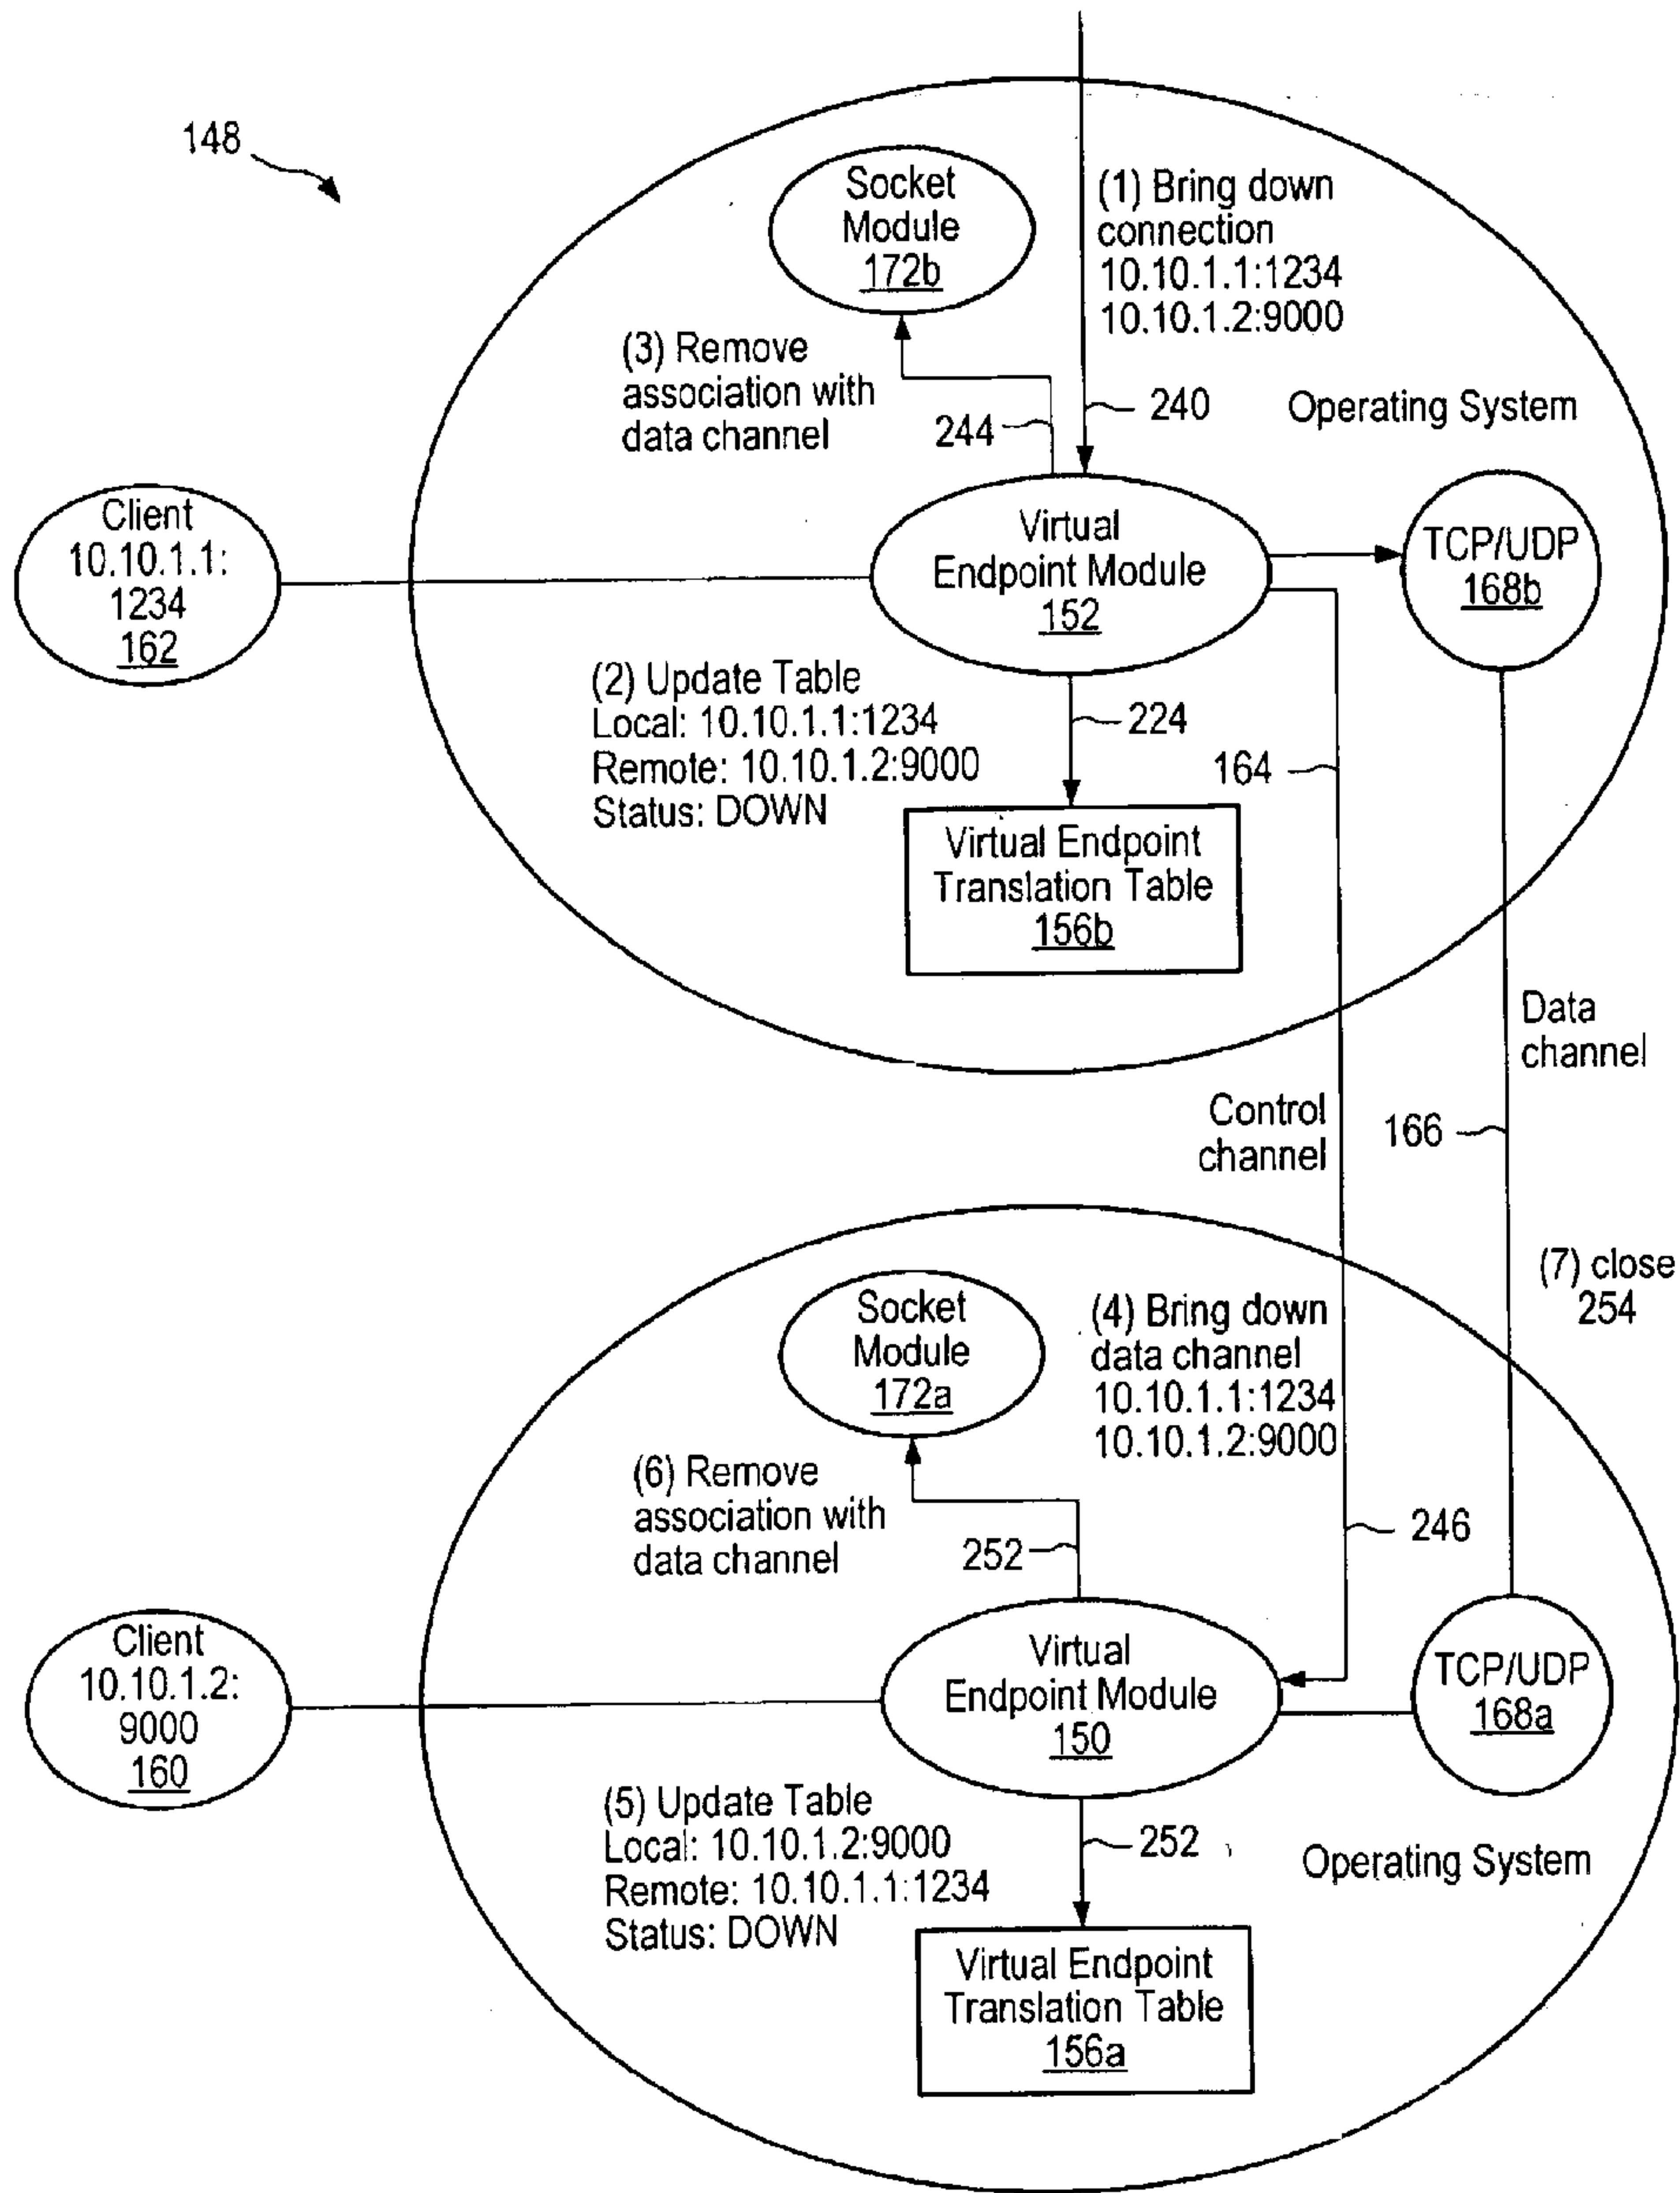 148
Socket
Module
172b
(1) Bring down
connection
10.10.1.1:1234
10.10.1.2:9000
(3) Remove
association with
data channel
244
240
Operating System
Client
10.10.1.1:
1234
162
Virtual
Endpoint Module
152
TCP/UDP
168b
(2) Update Table
Local: 10.10.1.1:1234
Remote: 10.10.1.2:9000
Status: DOWN
224
164
Virtual Endpoint
Translation Table
156b
Data
channel
Control
channel
166
(7) close
254
Socket
Module
172a
(4) Bring down
data channel
10.10.1.1:1234
10.10.1.2:9000
(6) Remove
association with
data channel
252
246
Client
10.10.1.2:
9000
160
Virtual
Endpoint Module
150
TCP/UDP
168a
(5) Update Table
Local: 10.10.1.2:9000
Remote: 10.10.1.1:1234
Status: DOWN
252
Operating System
Virtual Endpoint
Translation Table
156a